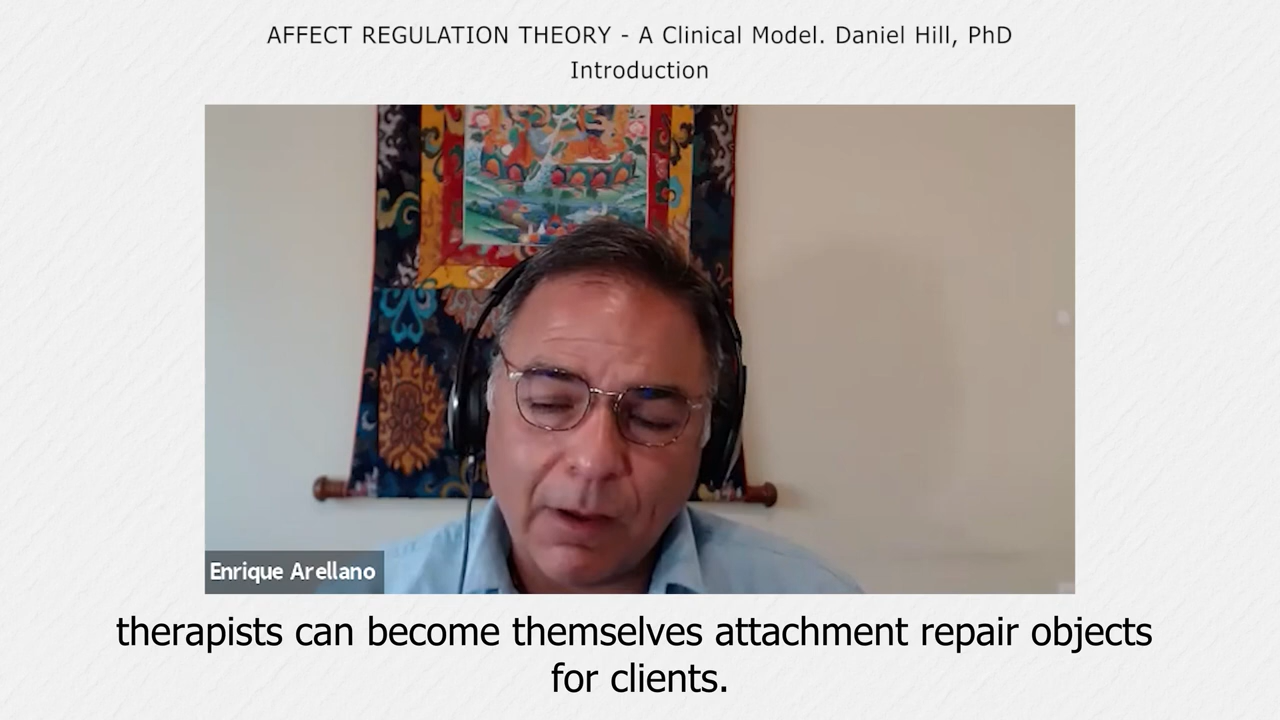 AFFECT REGULATION THEORY - A Clinical Model. Daniel Hill, PhD
Introduction
Enrique Arellano
therapists can become themselves attachment repair objects
for clients.